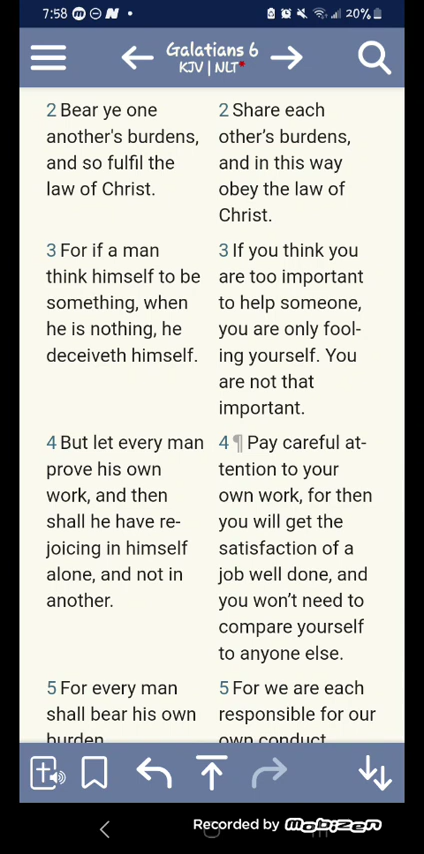 7:58 20%
Galatians 6
KJV | NLT
2 Bear ye one
another's burdens,
and so fulfil the
law of Christ.
3 For if a man
think himself to be
something, when
he is nothing, he
deceiveth himself.
4 But let every man
prove his own
work, and then
shall he have re-
joicing in himself
alone, and not in
another.
5 For every man
shall bear his own
burden
2 Share each
other’s burdens,
and in this way
obey the law of
Christ.
3 If you think you
are too important
to help someone,
you are only fool-
ing yourself. You
are not that
important.
4 ¶ Pay careful at-
tention to your
own work, for then
you will get the
satisfaction of a
job well done, and
you won’t need to
compare yourself
to anyone else.
5 For we are each
responsible for our
own conduct
Recorded by mobizen